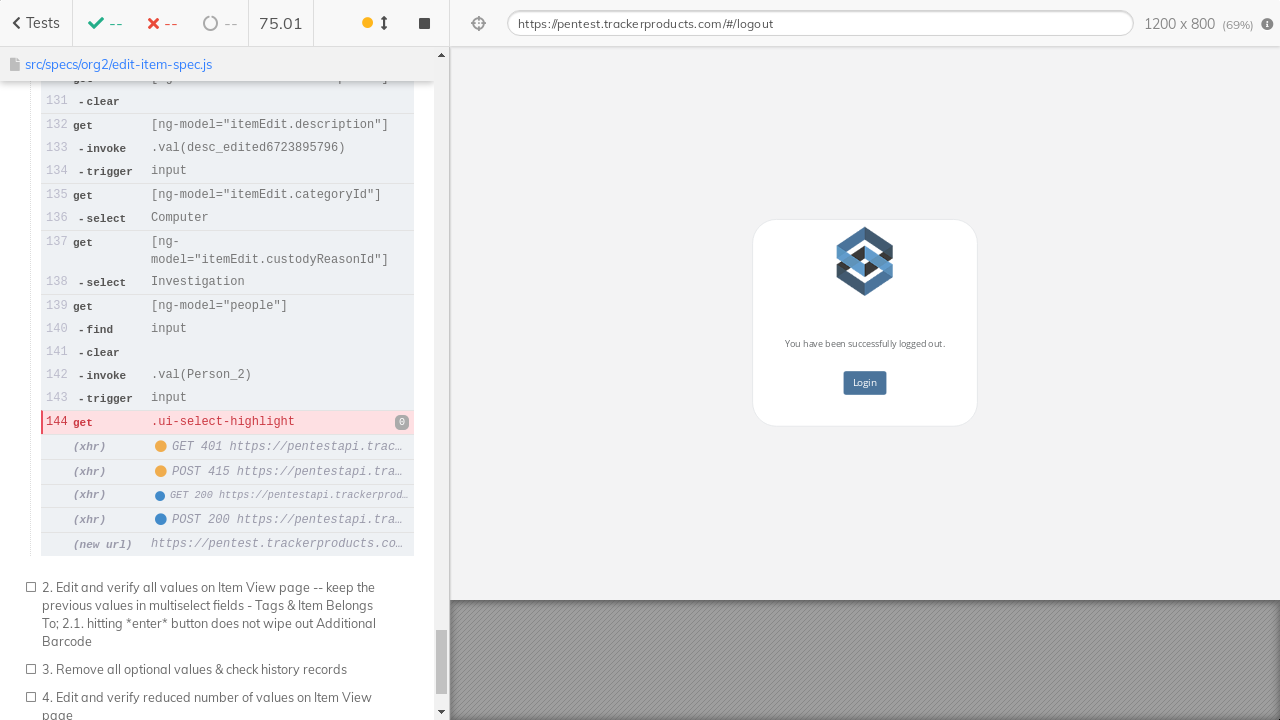 Tests
--
--
--
75.01
https://pentest.trackerproducts.com/#/logout
1200 x 800 (69%)
src/specs/org2/edit-item-spec.js
131 -clear
132 get [ng-model="itemEdit.description"]
133 -invoke .val(desc_edited6723895796)
134 -trigger input
135 get [ng-model="itemEdit.categoryId"]
136 -select Computer
137 get [ng-
model="itemEdit.custodyReasonId"]
138 -select Investigation
139 get [ng-model="people"]
140 -find input
141 -clear
142 -invoke .val(Person_2)
143 -trigger input
144 get .ui-select-highlight 0
(xhr) GET 401 https://pentestapi.trac…
(xhr) POST 415 https://pentestapi.tra…
(xhr) GET 200 https://pentestapi.trackerprod…
(xhr) POST 200 https://pentestapi.tra…
(new url) https://pentest.trackerproducts.co…
2. Edit and verify all values on Item View page -- keep the
previous values in multiselect fields - Tags & Item Belongs
To; 2.1. hitting *enter* button does not wipe out Additional
Barcode
3. Remove all optional values & check history records
4. Edit and verify reduced number of values on Item View
page
You have been successfully logged out.
Login